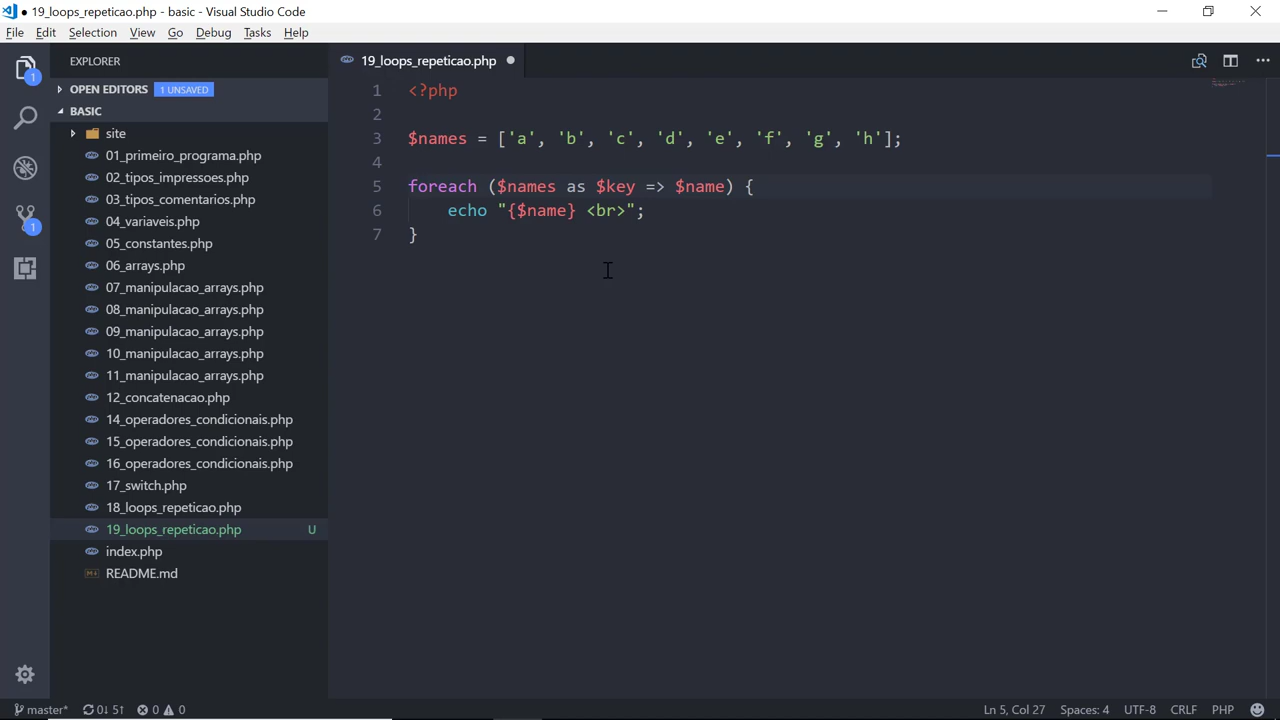 ● 19_loops_repeticao.php - basic - Visual Studio Code
File Edit Selection View Go Debug Tasks Help
EXPLORER
19_loops_repeticao.php
OPEN EDITORS 1 UNSAVED
BASIC
site
01_primeiro_programa.php
02_tipos_impressoes.php
03_tipos_comentarios.php
04_variaveis.php
05_constantes.php
06_arrays.php
07_manipulacao_arrays.php
08_manipulacao_arrays.php
09_manipulacao_arrays.php
10_manipulacao_arrays.php
11_manipulacao_arrays.php
12_concatenacao.php
14_operadores_condicionais.php
15_operadores_condicionais.php
16_operadores_condicionais.php
17_switch.php
18_loops_repeticao.php
19_loops_repeticao.php U
index.php
README.md
1
1
1 <?php
2
3 $names = ['a', 'b', 'c', 'd', 'e', 'f', 'g', 'h'];
4
5 foreach ($names as $key => $name) {
6     echo "{$name} <br>";
7 }
master* 0↓ 5↑ 0 0 Ln 5, Col 27 Spaces: 4 UTF-8 CRLF PHP